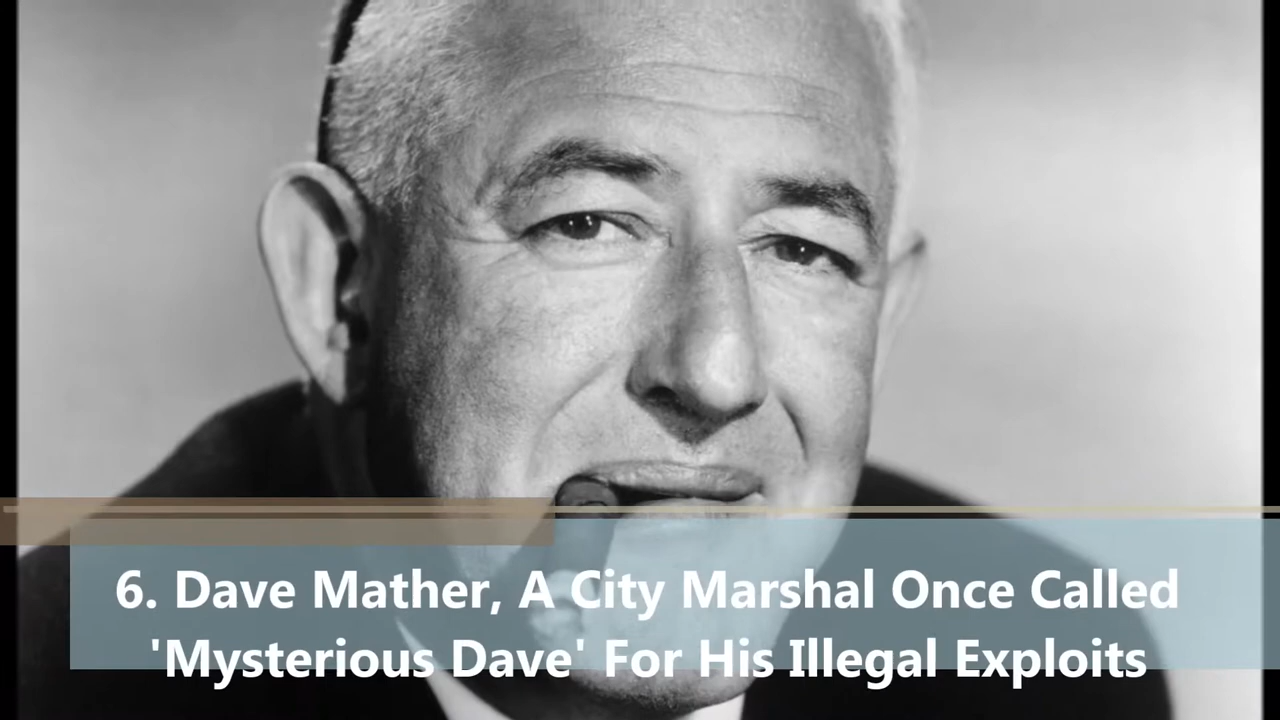 6. Dave Mather, A City Marshal Once Called
'Mysterious Dave' For His Illegal Exploits